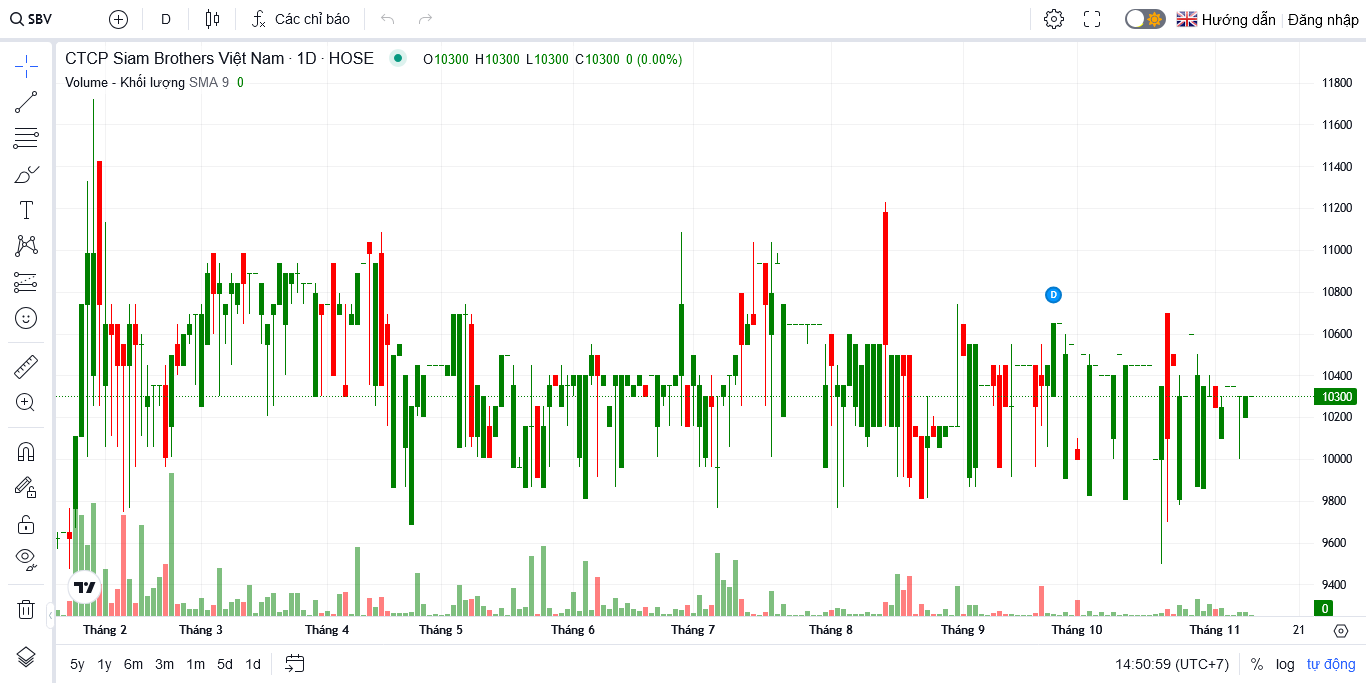 SBV D Các chỉ báo Hướng dẫn Đăng nhập
CTCP Siam Brothers Việt Nam · 1D · HOSE O10300 H10300 L10300 C10300 0 (0.00%)
Volume - Khối lượng SMA 9 0
11800
11600
11400
11200
11000
10800
D
10600
10400
10300
10200
10000
9800
9600
9400
0
Tháng 2 Tháng 3 Tháng 4 Tháng 5 Tháng 6 Tháng 7 Tháng 8 Tháng 9 Tháng 10 Tháng 11 21
5y 1y 6m 3m 1m 5d 1d 14:50:59 (UTC+7) % log tự động